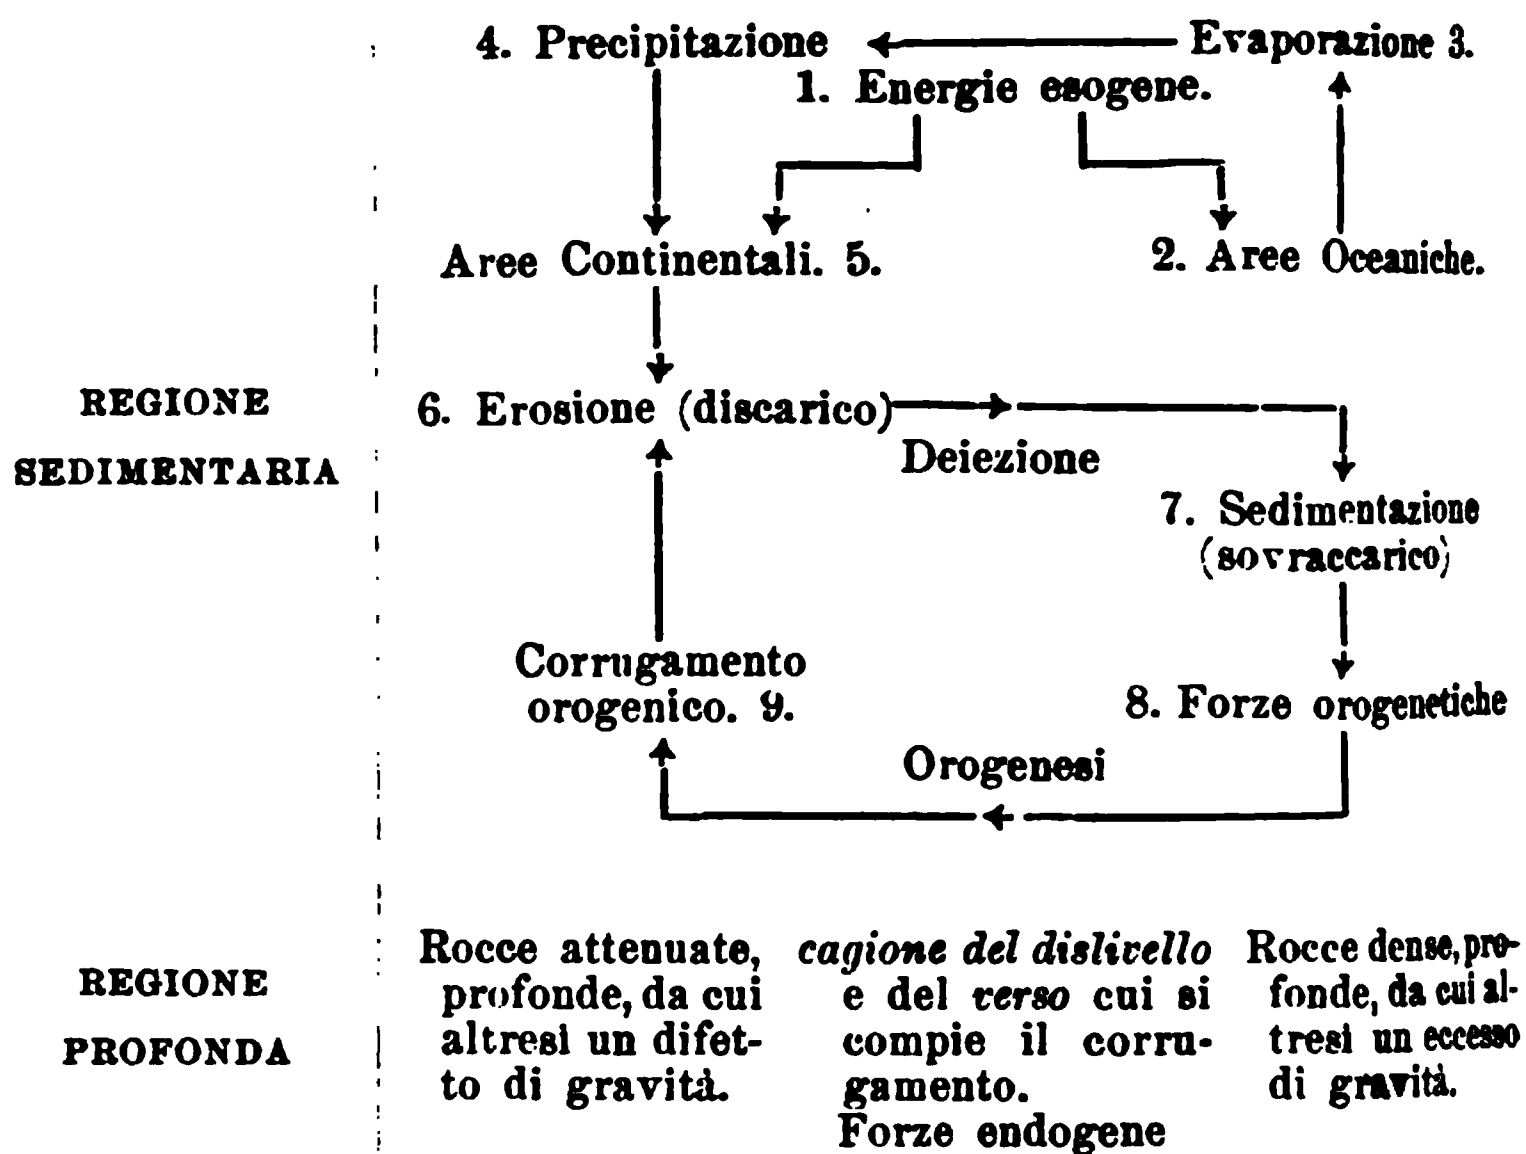 4. Precipitazione
Evaporazione 3.
1. Energie esogene.
Aree Continentali. 5.
2. Aree Oceaniche.
REGIONE
SEDIMENTARIA
6. Erosione (discarico)
Deiezione
7. Sedimentazione
(sovraccarico)
Corrugamento
orogenico. 9.
8. Forze orogenetiche
Orogenesi
REGIONE
PROFONDA
Rocce attenuate,
profonde, da cui
altresì un difet-
to di gravità.
cagione del dislivello
e del verso cui si
compie il corru-
gamento.
Forze endogene
Rocce dense, pro-
fonde, da cui al-
tresì un eccesso
di gravità.